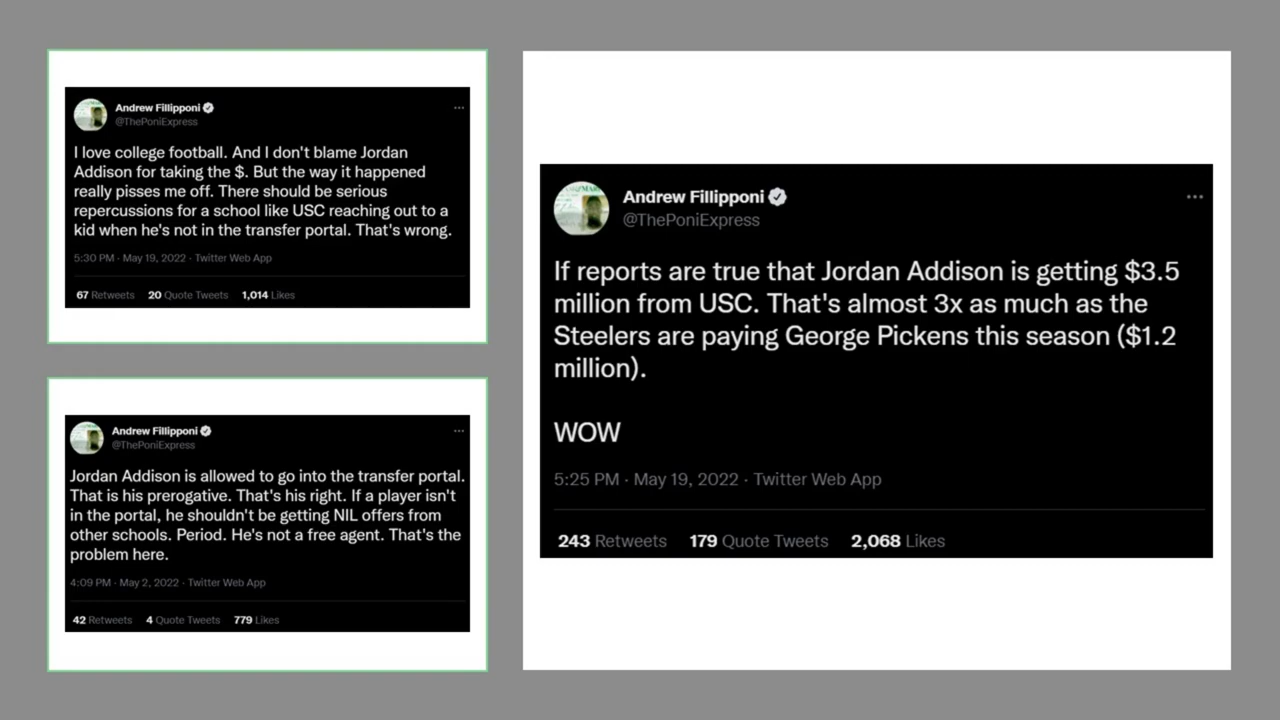 Andrew Fillipponi
@ThePoniExpress
I love college football. And I don't blame Jordan
Addison for taking the $. But the way it happened
really pisses me off. There should be serious
repercussions for a school like USC reaching out to a
kid when he's not in the transfer portal. That's wrong.
5:30 PM · May 19, 2022 · Twitter Web App
67 Retweets 20 Quote Tweets 1,014 Likes
Andrew Fillipponi
@ThePoniExpress
Jordan Addison is allowed to go into the transfer portal.
That is his prerogative. That's his right. If a player isn't
in the portal, he shouldn't be getting NIL offers from
other schools. Period. He's not a free agent. That's the
problem here.
4:09 PM · May 2, 2022 · Twitter Web App
42 Retweets 4 Quote Tweets 779 Likes
Andrew Fillipponi
@ThePoniExpress
If reports are true that Jordan Addison is getting $3.5
million from USC. That's almost 3x as much as the
Steelers are paying George Pickens this season ($1.2
million).
WOW
5:25 PM · May 19, 2022 · Twitter Web App
243 Retweets 179 Quote Tweets 2,068 Likes